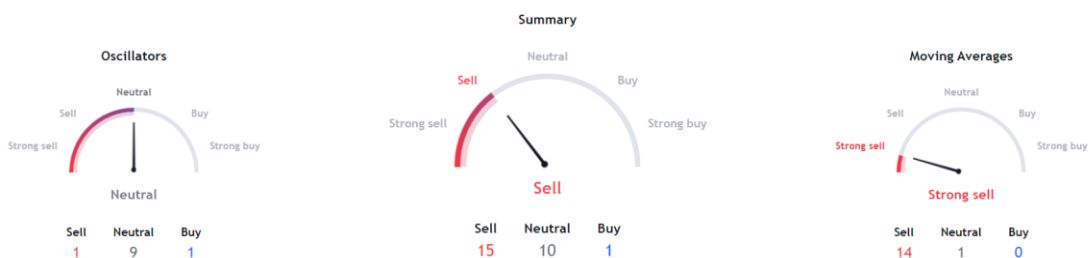 Summary
Neutral
Sell
Buy
Strong sell
Strong buy
Sell
Sell Neutral Buy
15 10 1
Oscillators
Neutral
Sell
Buy
Strong sell
Strong buy
Neutral
Sell Neutral Buy
1 9 1
Moving Averages
Neutral
Sell
Buy
Strong sell
Strong buy
Strong sell
Sell Neutral Buy
14 1 0